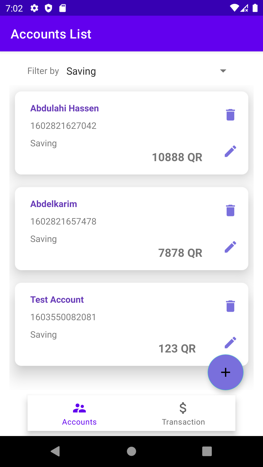 7:02
Accounts List
Filter by Saving
Abdulahi Hassen
1602821627042
Saving
10888 QR
Abdelkarim
1602821657478
Saving
7878 QR
Test Account
1603550082081
Saving
123 QR
+
Accounts
$
Transaction